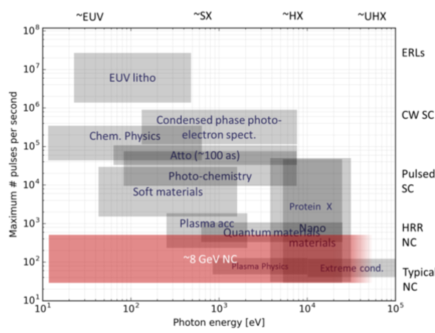 ~EUV ~SX ~HX ~UHX
10^8
10^7
10^6
10^5
10^4
10^3
10^2
10^1
Maximum # pulses per second
ERLs
CW SC
Pulsed
SC
HRR
NC
Typical
NC
EUV litho
Condensed phase photo-
electron spect.
Chem. Physics
Atto (~100 as)
Photo-chemistry
Soft materials
Protein X
Plasma acc
Quantum materials
Nano
materials
~8 GeV NC
Plasma Physics
Extreme cond.
10^1 10^2 10^3 10^4 10^5
Photon energy [eV]